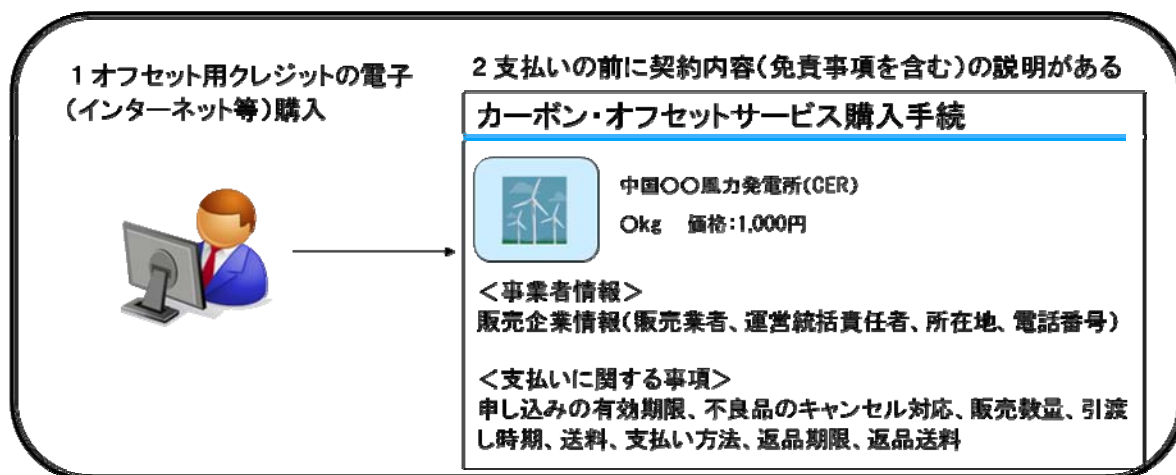 1オフセット用クレジットの電子
(インターネット等)購入
2支払いの前に契約内容(免責事項を含む)の説明がある
カーボン・オフセットサービス購入手続
中国〇〇風力発電所(CER)
〇kg 価格:1,000円
<事業者情報>
販売企業情報(販売業者、運営統括責任者、所在地、電話番号)
<支払いに関する事項>
申し込みの有効期限、不良品のキャンセル対応、販売数量、引渡
し時期、送料、支払い方法、返品期限、返品送料